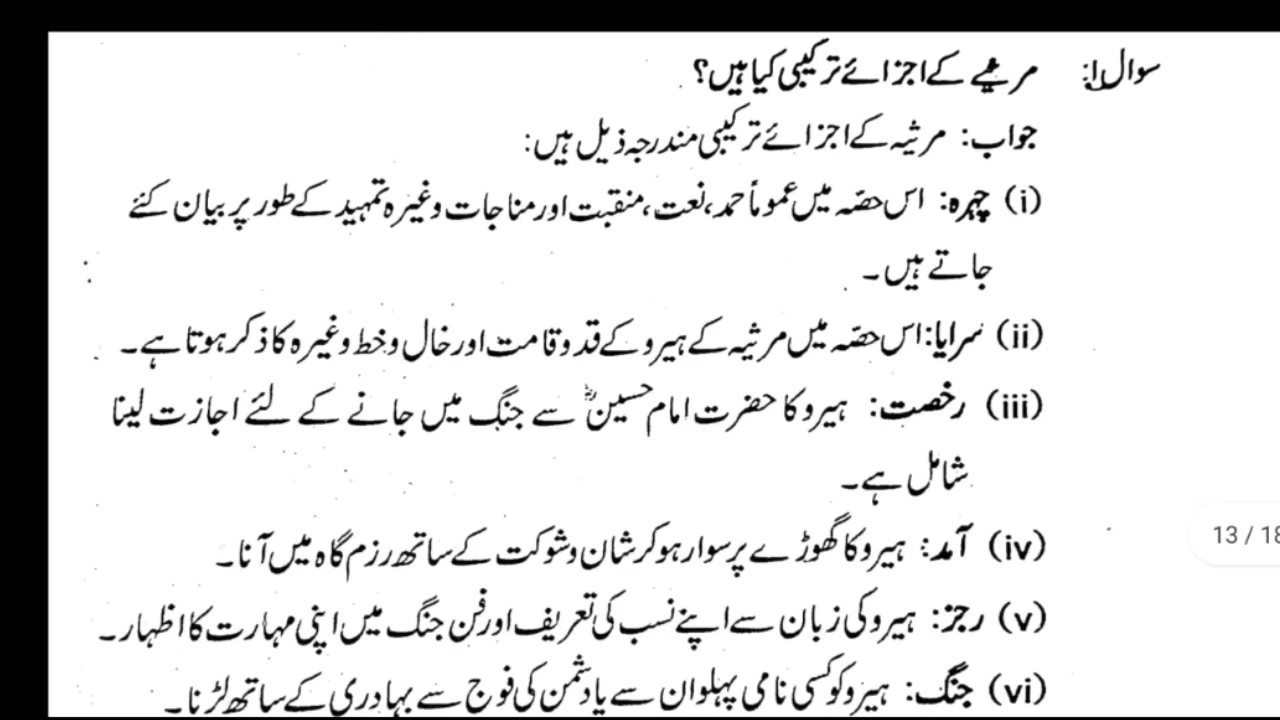 سوال ا: مرثیے کے اجزائے ترکیبی کیا ہیں؟
جواب: مرثیہ کے اجزائے ترکیبی مندرجہ ذیل ہیں:
(i) چہرہ: اس حصّہ میں عموماً حمد، نعت، منقبت اور مناجات وغیرہ تمہید کے طور پر بیان کئے
جاتے ہیں۔
(ii) سراپا: اس حصّہ میں مرثیہ کے ہیرو کے قد و قامت اور خال و خط وغیرہ کا ذکر ہوتا ہے۔
(iii) رخصت: ہیرو کا حضرت امام حسینؓ سے جنگ میں جانے کے لئے اجازت لینا
شامل ہے۔
(iv) آمد: ہیرو کا گھوڑے پر سوار ہو کر شان و شوکت کے ساتھ رزم گاہ میں آنا۔
13 / 18
(v) رجز: ہیرو کی زبان سے اپنے نسب کی تعریف اور فن جنگ میں اپنی مہارت کا اظہار۔
(vi) جنگ: ہیرو کو کسی نامی پہلوان سے یا دشمن کی فوج سے بہادری کے ساتھ لڑنا۔